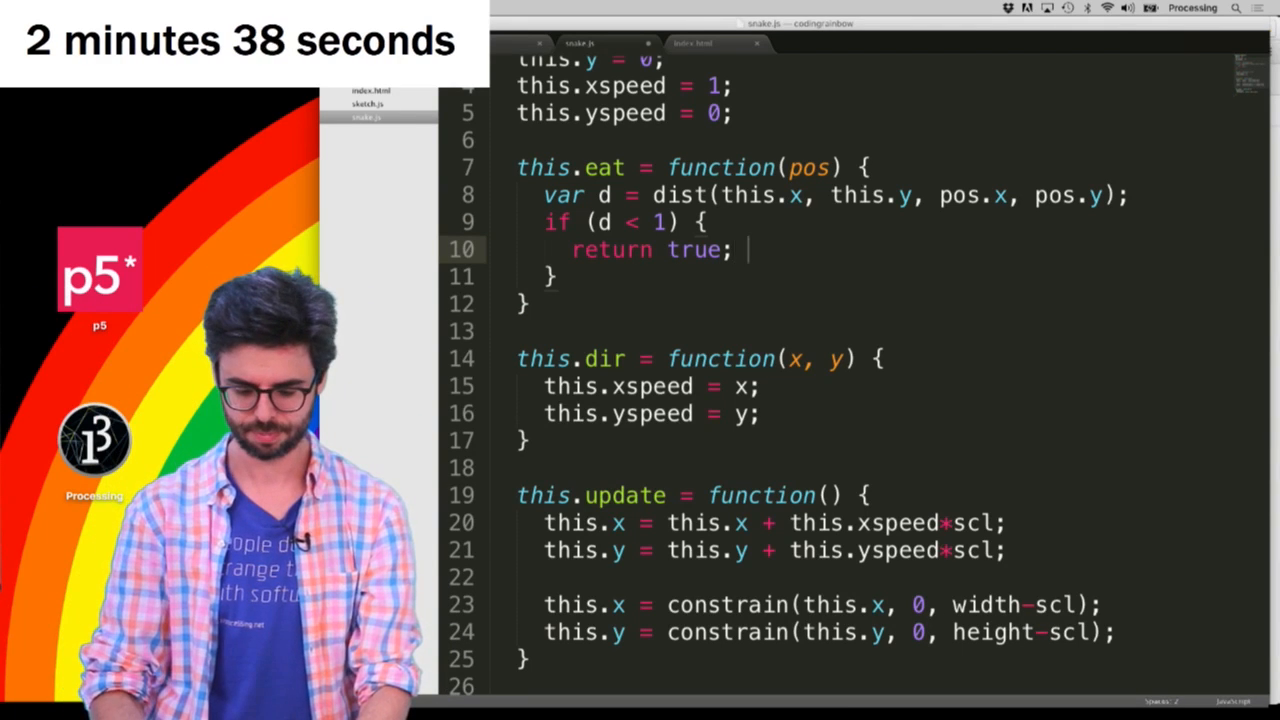 2 minutes 38 seconds
Processing
snake.js — codingrainbow
snake.js
index.html
index.html
sketch.js
snake.js
this.y = 0;
4 this.xspeed = 1;
5 this.yspeed = 0;
6
7 this.eat = function(pos) {
8 var d = dist(this.x, this.y, pos.x, pos.y);
9 if (d < 1) {
10 return true;
11 }
12 }
13
14 this.dir = function(x, y) {
15 this.xspeed = x;
16 this.yspeed = y;
17 }
18
19 this.update = function() {
20 this.x = this.x + this.xspeed*scl;
21 this.y = this.y + this.yspeed*scl;
22
23 this.x = constrain(this.x, 0, width-scl);
24 this.y = constrain(this.y, 0, height-scl);
25 }
26
p5*
p5
Processing
Spaces: 2
JavaScript